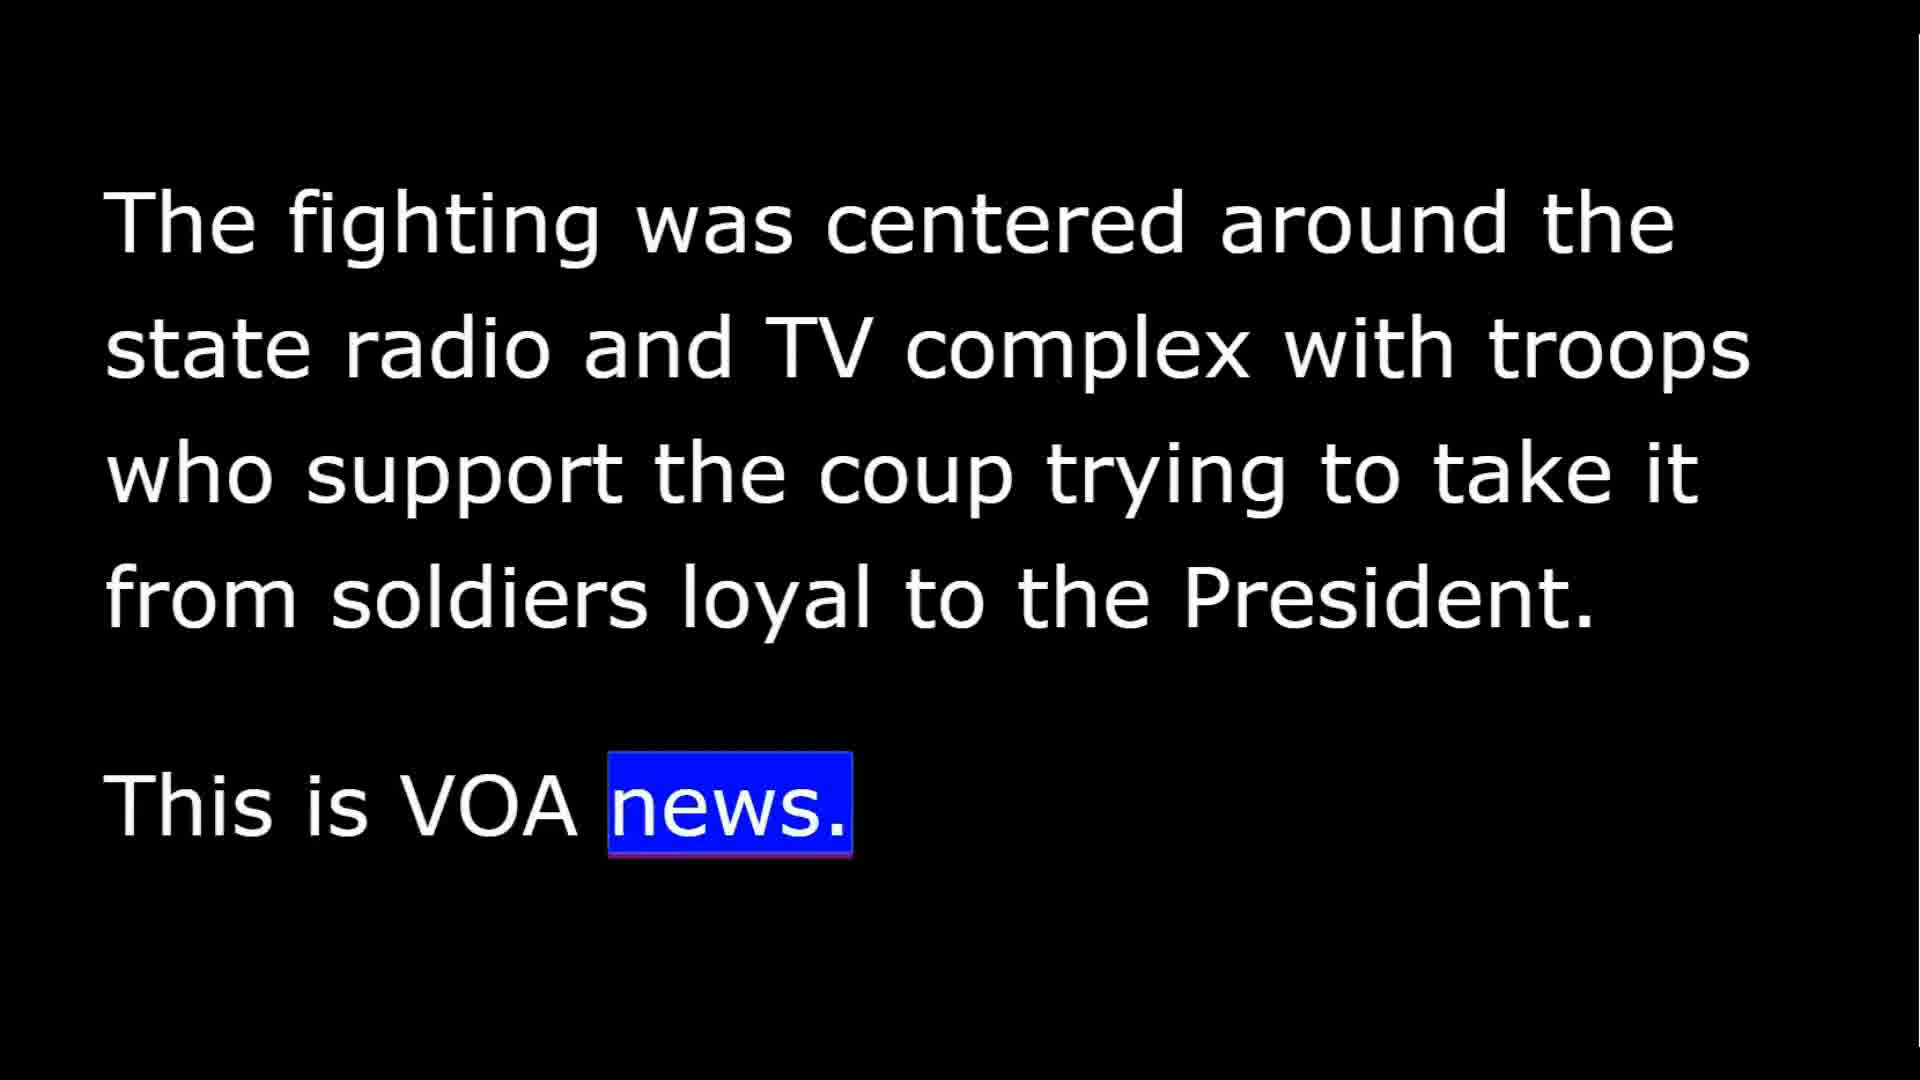 The fighting was centered around the
state radio and TV complex with troops
who support the coup trying to take it
from soldiers loyal to the President.
This is VOA news.